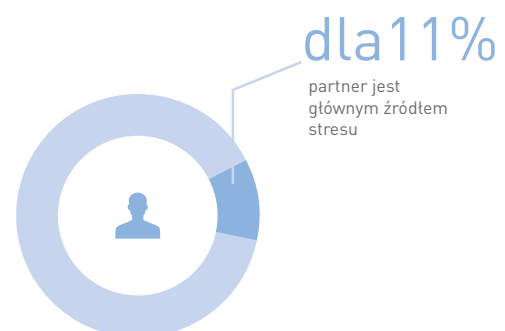 dla11%
partner jest
głównym źródłem
stresu